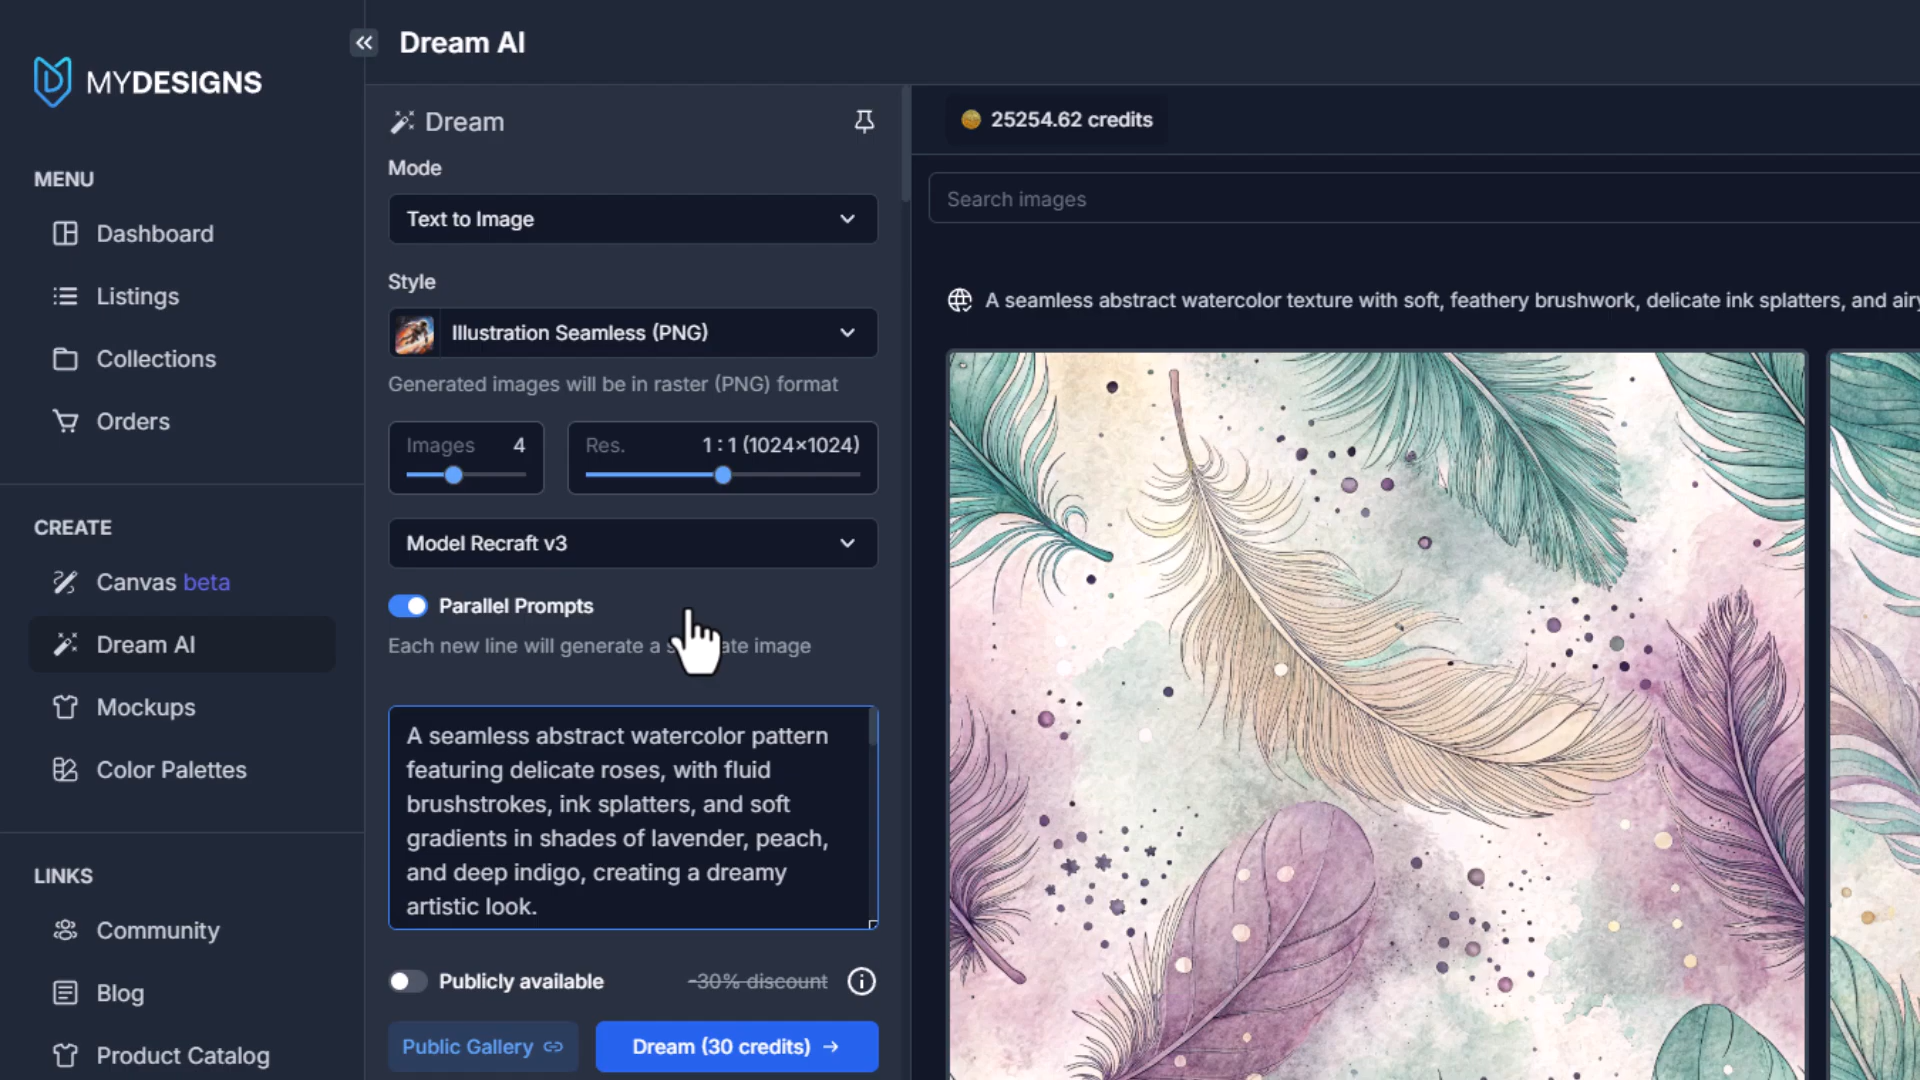 MYDESIGNS
MENU
Dashboard
Listings
Collections
Orders
CREATE
Canvas beta
Dream AI
Mockups
Color Palettes
LINKS
Community
Blog
Product Catalog
Dream AI
Dream
Mode
Text to Image
Style
Illustration Seamless (PNG)
Generated images will be in raster (PNG) format
Images 4
Res. 1 : 1 (1024×1024)
Model Recraft v3
Parallel Prompts
Each new line will generate a image
A seamless abstract watercolor pattern
featuring delicate roses, with fluid
brushstrokes, ink splatters, and soft
gradients in shades of lavender, peach,
and deep indigo, creating a dreamy
artistic look.
Publicly available -30% discount
Public Gallery
Dream (30 credits) →
25254.62 credits
Search images
A seamless abstract watercolor texture with soft, feathery brushwork, delicate ink splatters, and